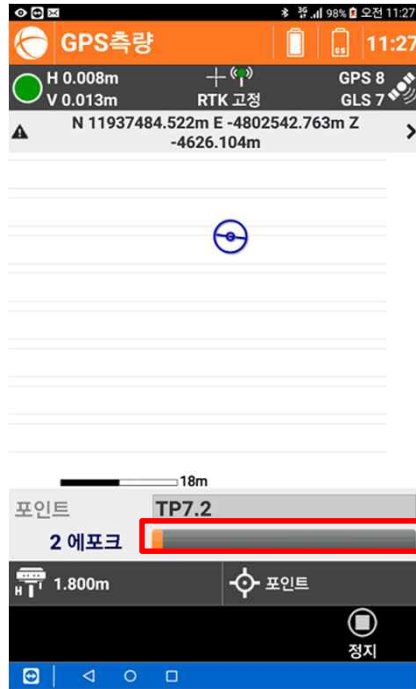 98% 오전 11:27
GPS측량
GS
11:27
H 0.008m
V 0.013m
RTK 고정
GPS 8
GLS 7
N 11937484.522m E -4802542.763m Z
-4626.104m
18m
포인트
TP7.2
2 에포크
H
1.800m
포인트
정지